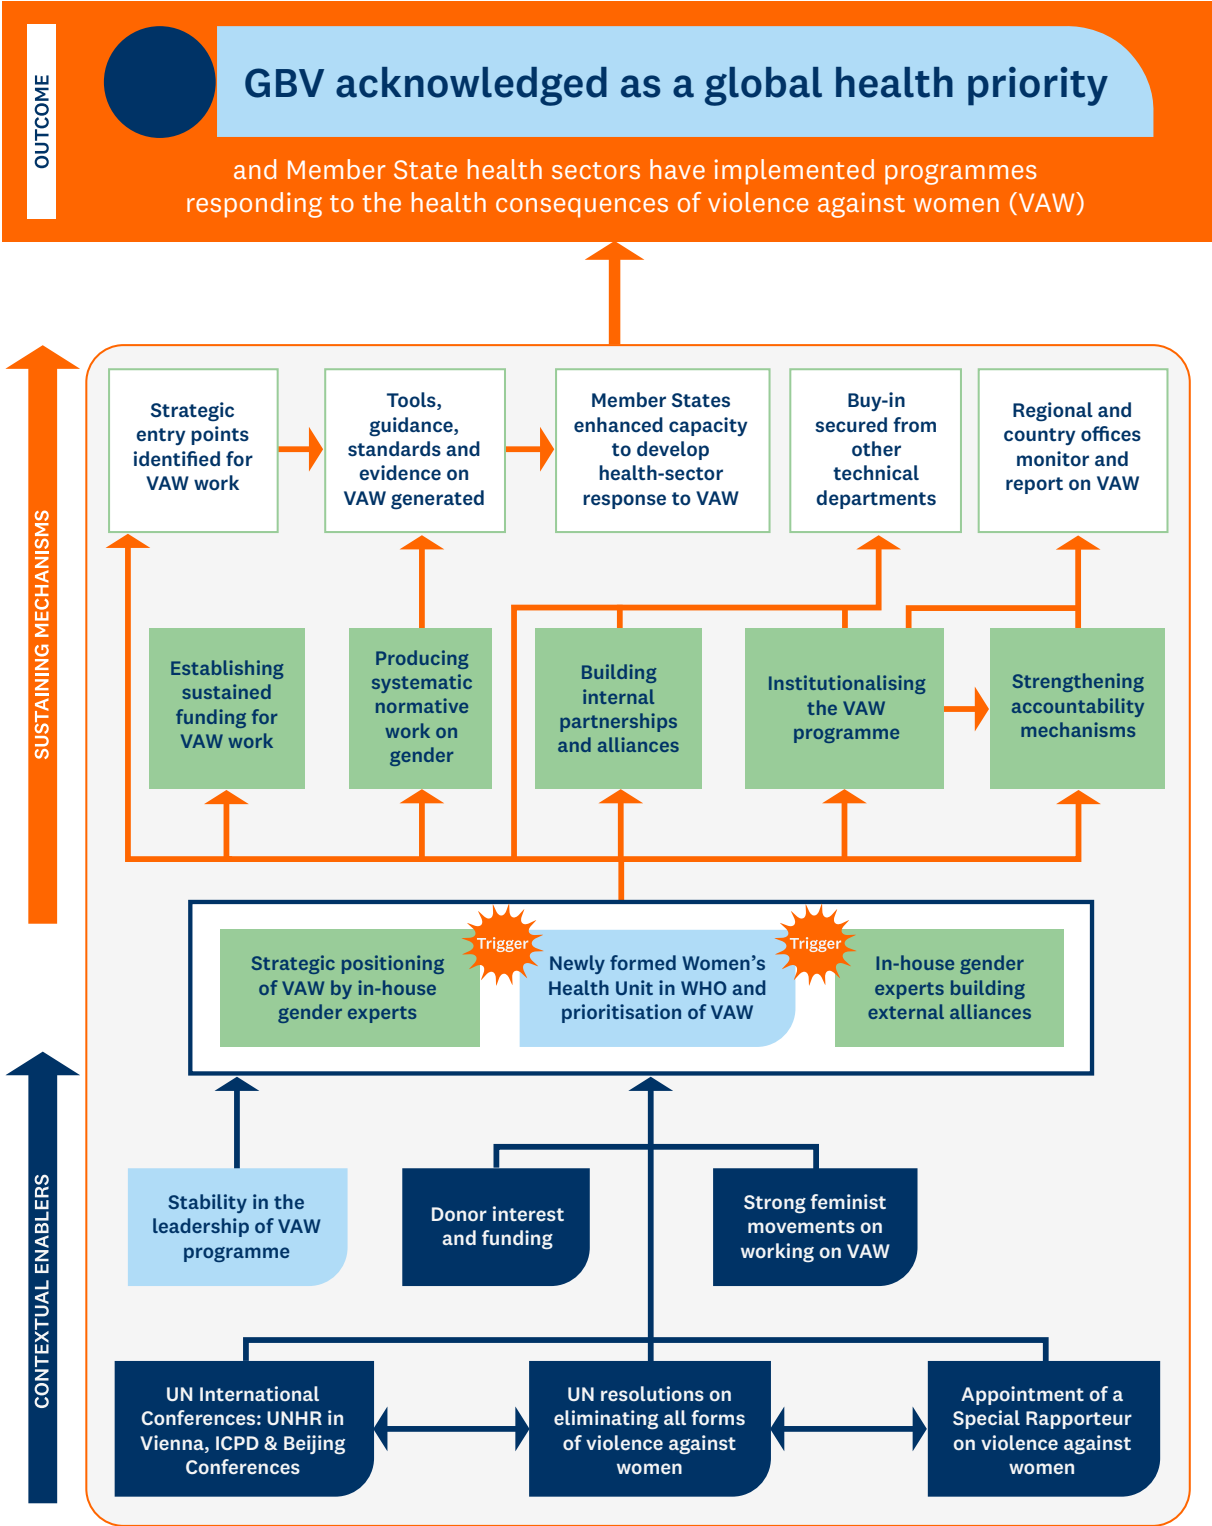 OUTCOME
GBV acknowledged as a global health priority
and Member State health sectors have implemented programmes
responding to the health consequences of violence against women (VAW)
SUSTAINING MECHANISMS
Strategic
entry points
identified for
VAW work
Tools,
guidance,
standards and
evidence on
VAW generated
Member States
enhanced capacity
to develop
health-sector
response to VAW
Buy-in
secured from
other
technical
departments
Regional and
country offices
monitor and
report on VAW
Establishing
sustained
funding for
VAW work
Producing
systematic
normative
work on
gender
Building
internal
partnerships
and alliances
Institutionalising
the VAW
programme
Strengthening
accountability
mechanisms
Strategic positioning
of VAW by in-house
gender experts
Trigger
Newly formed Women’s
Health Unit in WHO and
prioritisation of VAW
Trigger
In-house gender
experts building
external alliances
CONTEXTUAL ENABLERS
Stability in the
leadership of VAW
programme
Donor interest
and funding
Strong feminist
movements on
working on VAW
UN International
Conferences: UNHR in
Vienna, ICPD & Beijing
Conferences
UN resolutions on
eliminating all forms
of violence against
women
Appointment of a
Special Rapporteur
on violence against
women